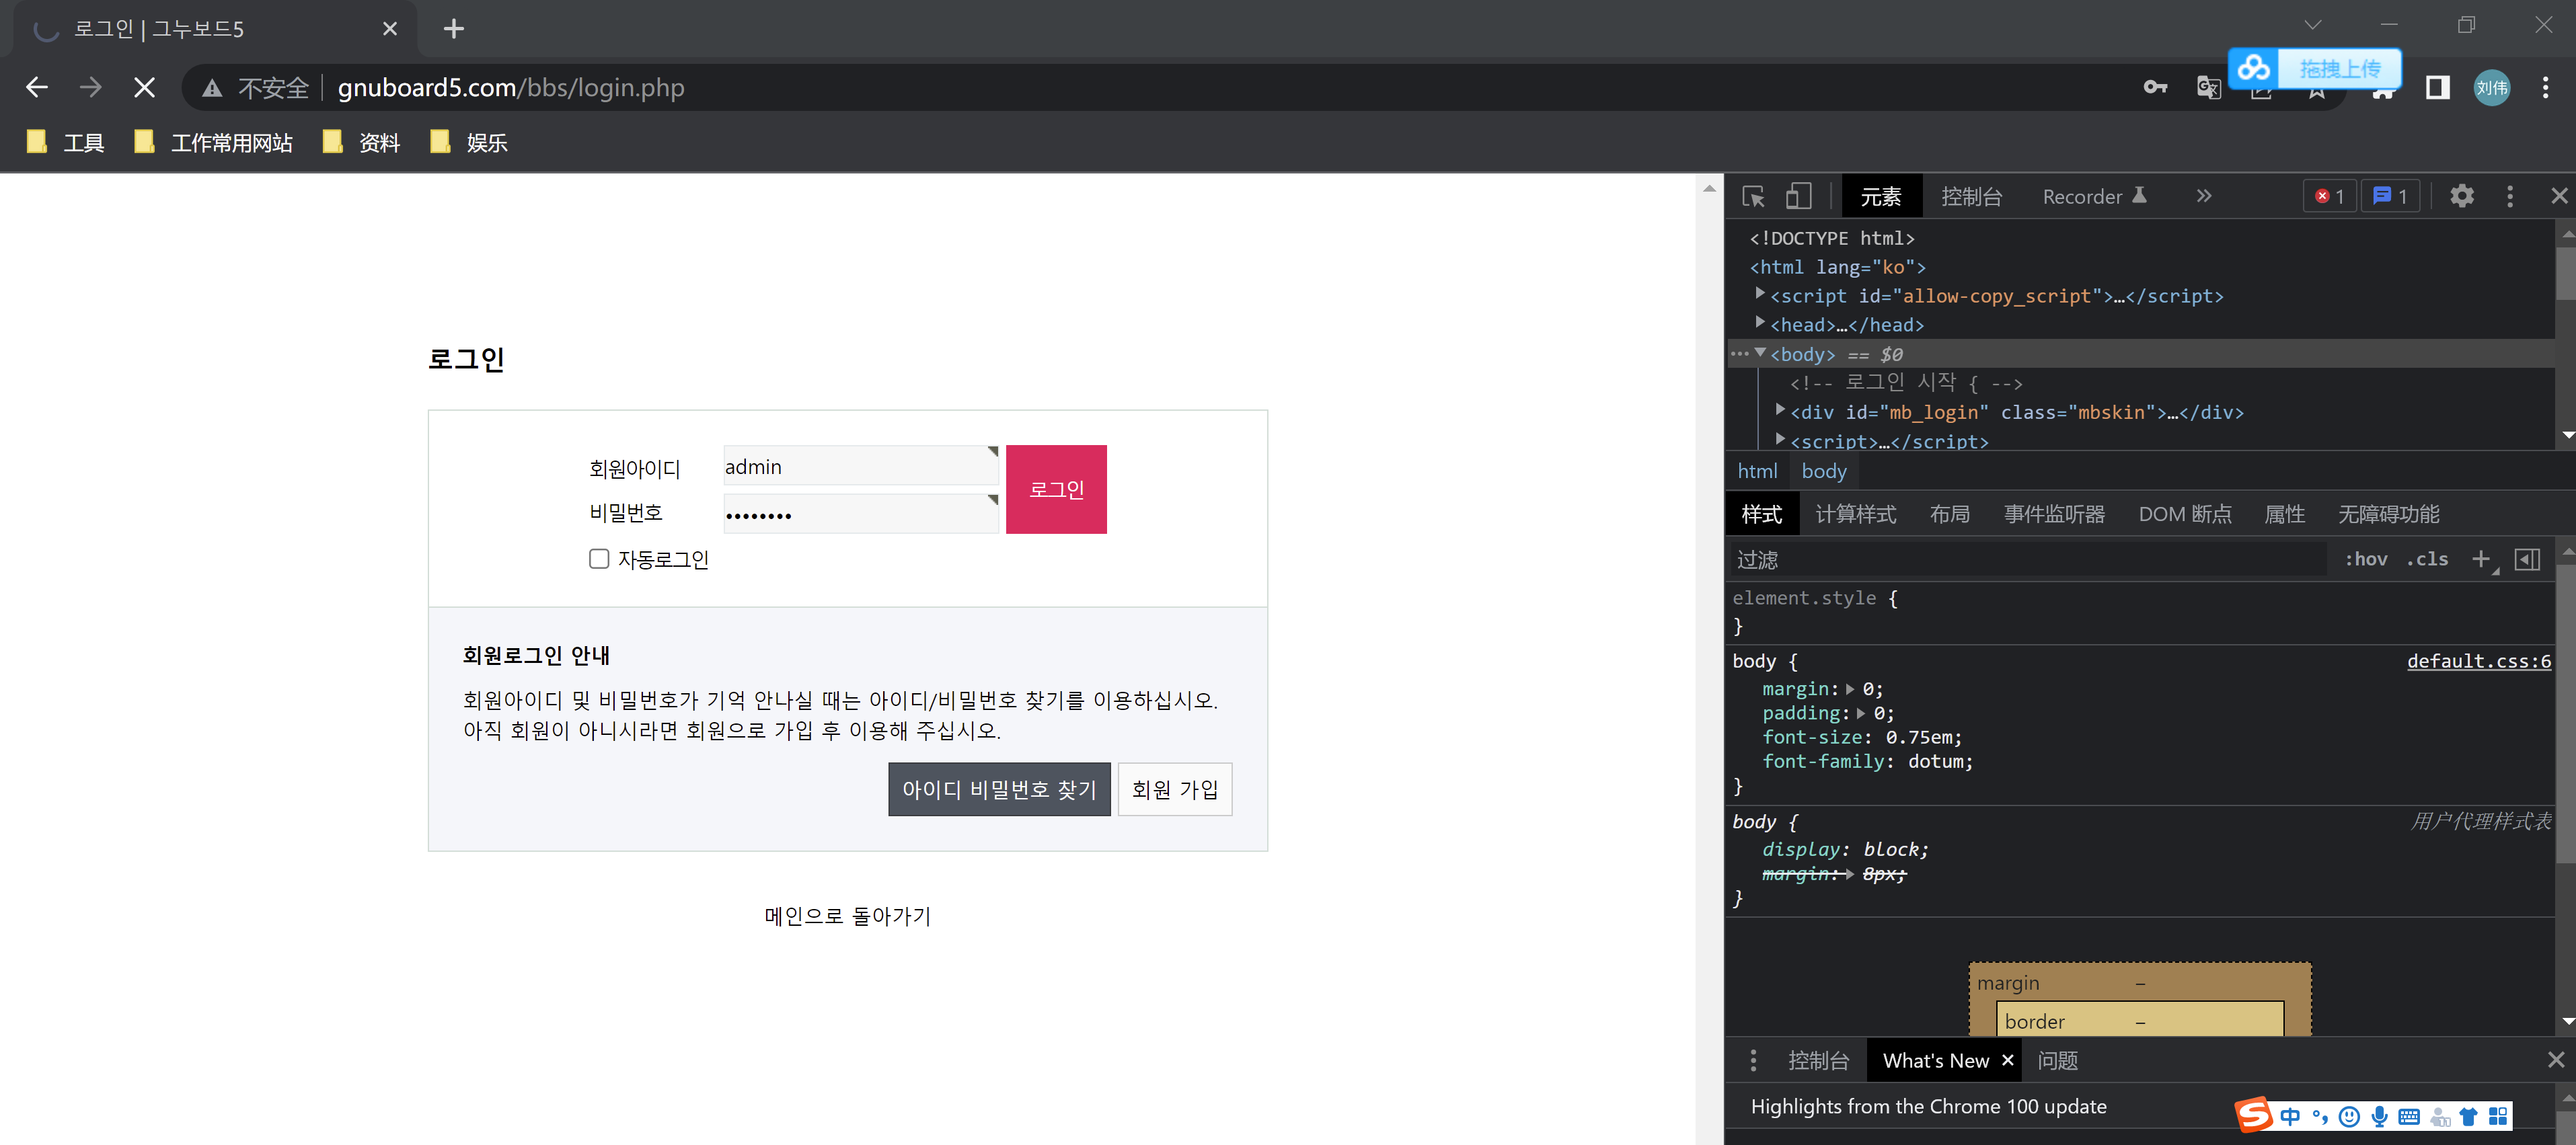 로그인 | 그누보드5
不安全
gnuboard5.com/bbs/login.php
拖拽上传
刘伟
工具
工作常用网站
资料
娱乐
로그인
회원아이디
admin
로그인
비밀번호
••••••••
자동로그인
회원로그인 안내
회원아이디 및 비밀번호가 기억 안나실 때는 아이디/비밀번호 찾기를 이용하십시오.
아직 회원이 아니시라면 회원으로 가입 후 이용해 주십시오.
아이디 비밀번호 찾기
회원 가입
메인으로 돌아가기
元素
控制台
Recorder
1
1
<!DOCTYPE html>
<html lang="ko">
<script id="allow-copy_script">…</script>
<head>…</head>
<body> == $0
<!-- 로그인 시작 { -->
<div id="mb_login" class="mbskin">…</div>
<script>…</script>
html
body
样式
计算样式
布局
事件监听器
DOM 断点
属性
无障碍功能
过滤
:hov
.cls
element.style {
}
body {
default.css:6
margin: 0;
padding: 0;
font-size: 0.75em;
font-family: dotum;
}
body {
用户代理样式表
display: block;
margin: 8px;
}
margin
–
border
–
控制台
What's New
问题
Highlights from the Chrome 100 update
中